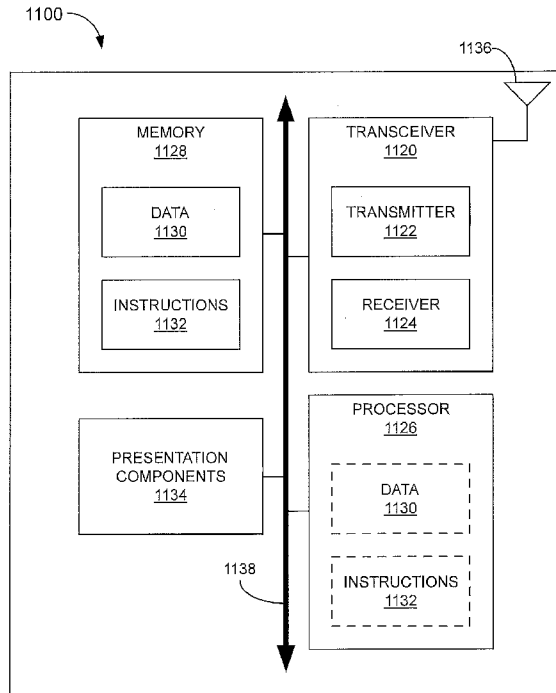 1100
1136
MEMORY
1128
DATA
1130
INSTRUCTIONS
1132
TRANSCEIVER
1120
TRANSMITTER
1122
RECEIVER
1124
PRESENTATION
COMPONENTS
1134
PROCESSOR
1126
DATA
1130
INSTRUCTIONS
1132
1138